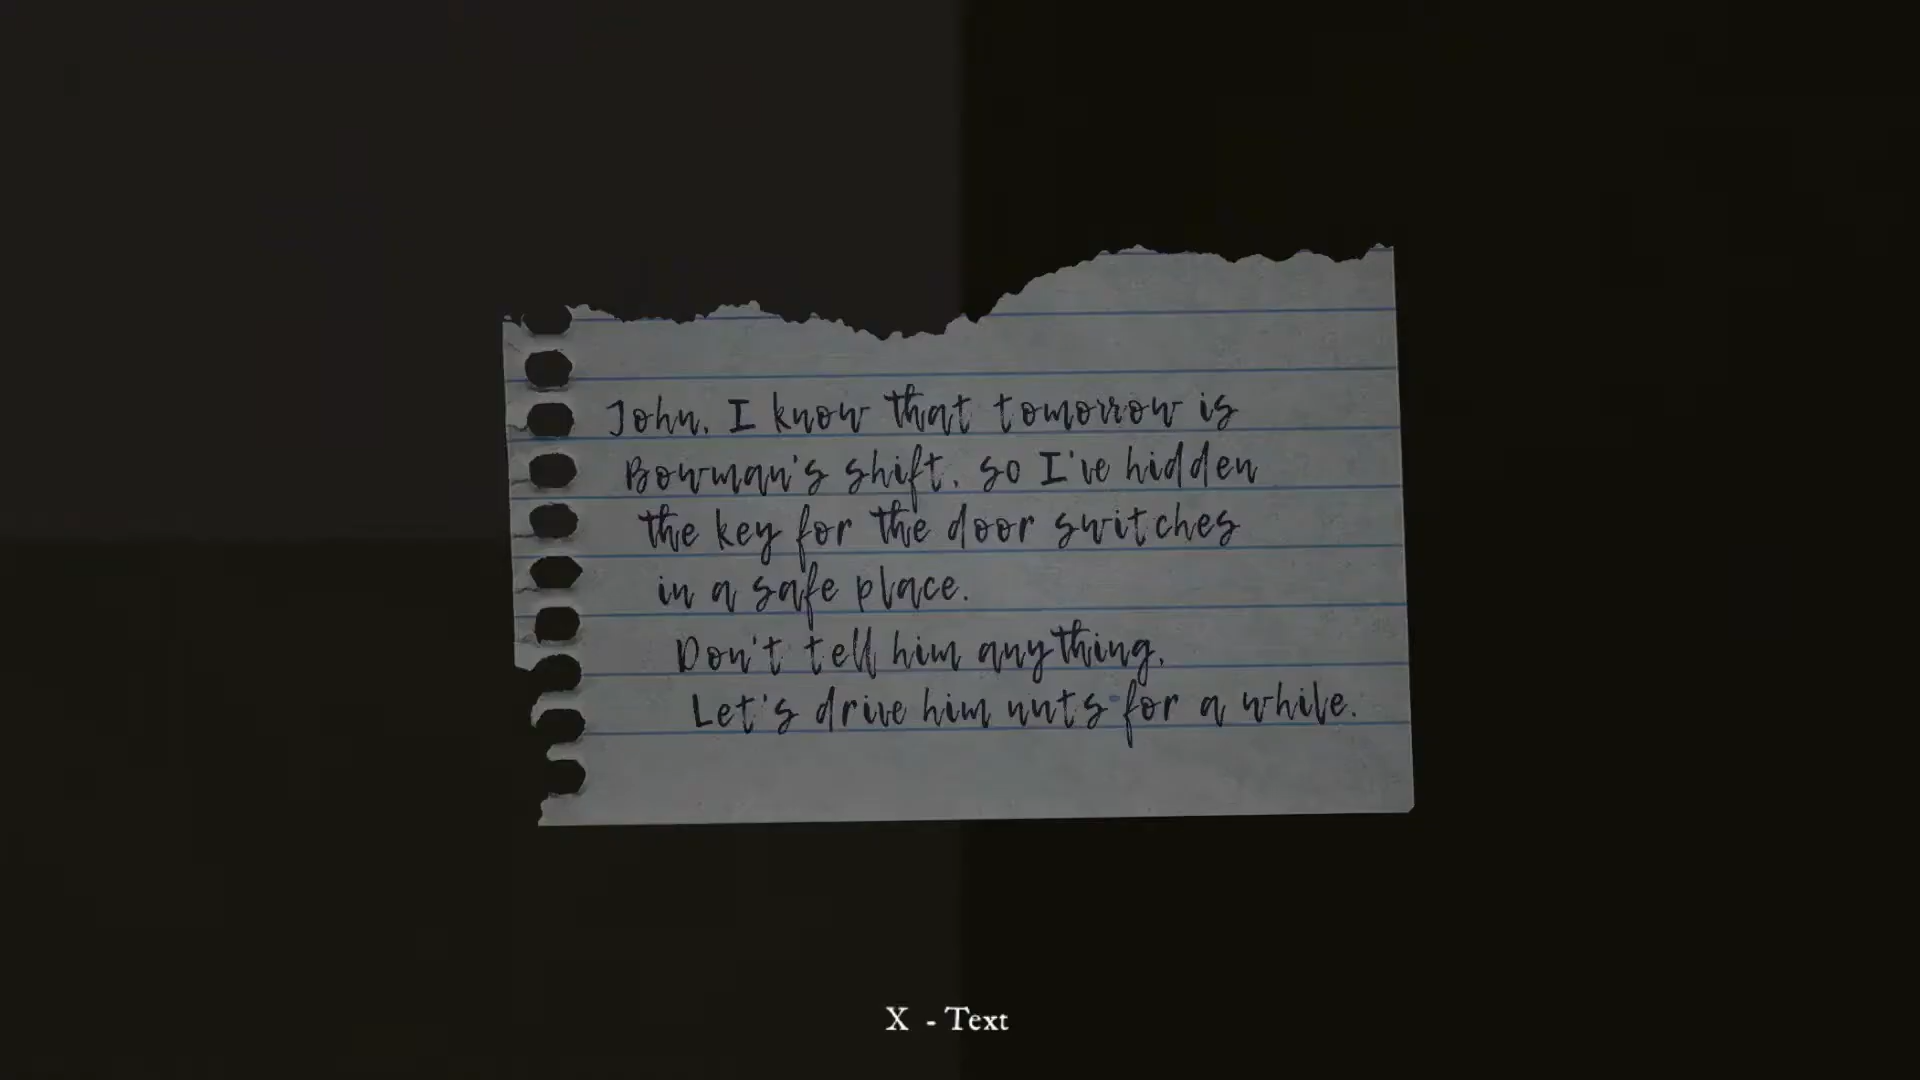 John, I know that tomorrow is
Bowman's shift, so I've hidden
the key for the door switches
in a safe place.
Don't tell him anything,
Let's drive him nuts for a while.
X - Text